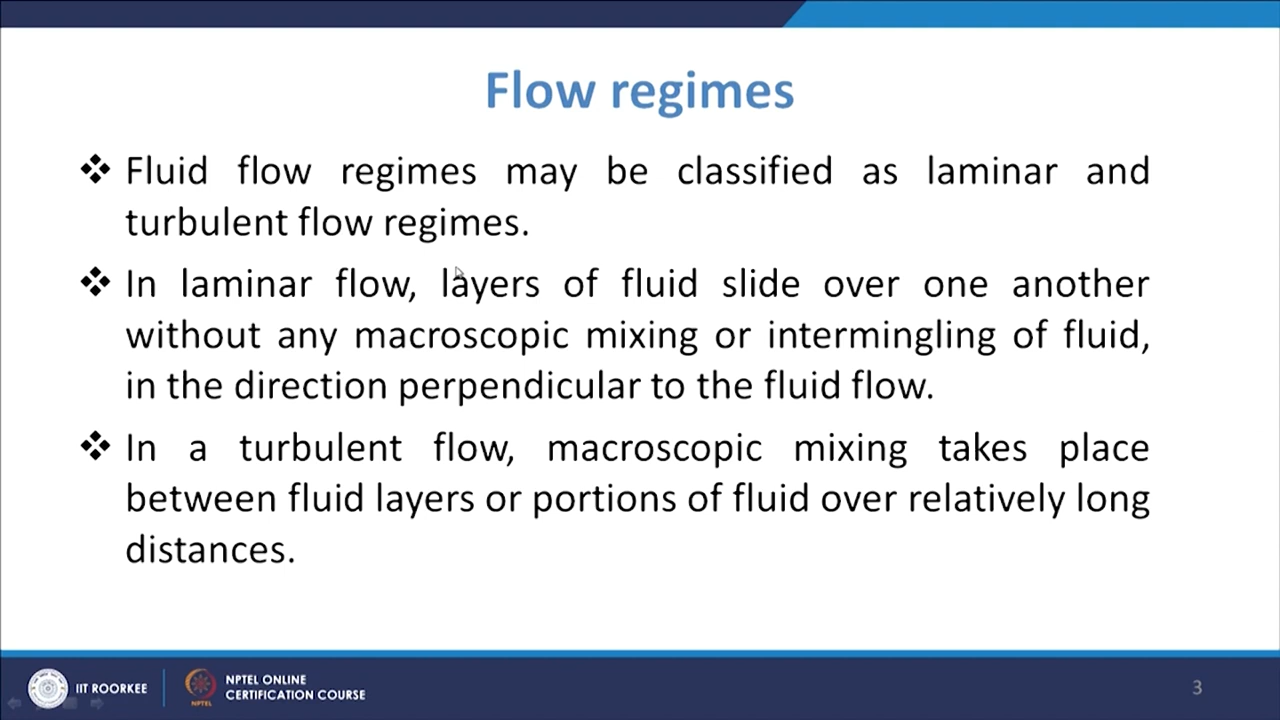 Flow regimes
❖ Fluid flow regimes may be classified as laminar and
turbulent flow regimes.
❖ In laminar flow, layers of fluid slide over one another
without any macroscopic mixing or intermingling of fluid,
in the direction perpendicular to the fluid flow.
❖ In a turbulent flow, macroscopic mixing takes place
between fluid layers or portions of fluid over relatively long
distances.
IIT ROORKEE
NPTEL
NPTEL ONLINE
CERTIFICATION COURSE
3